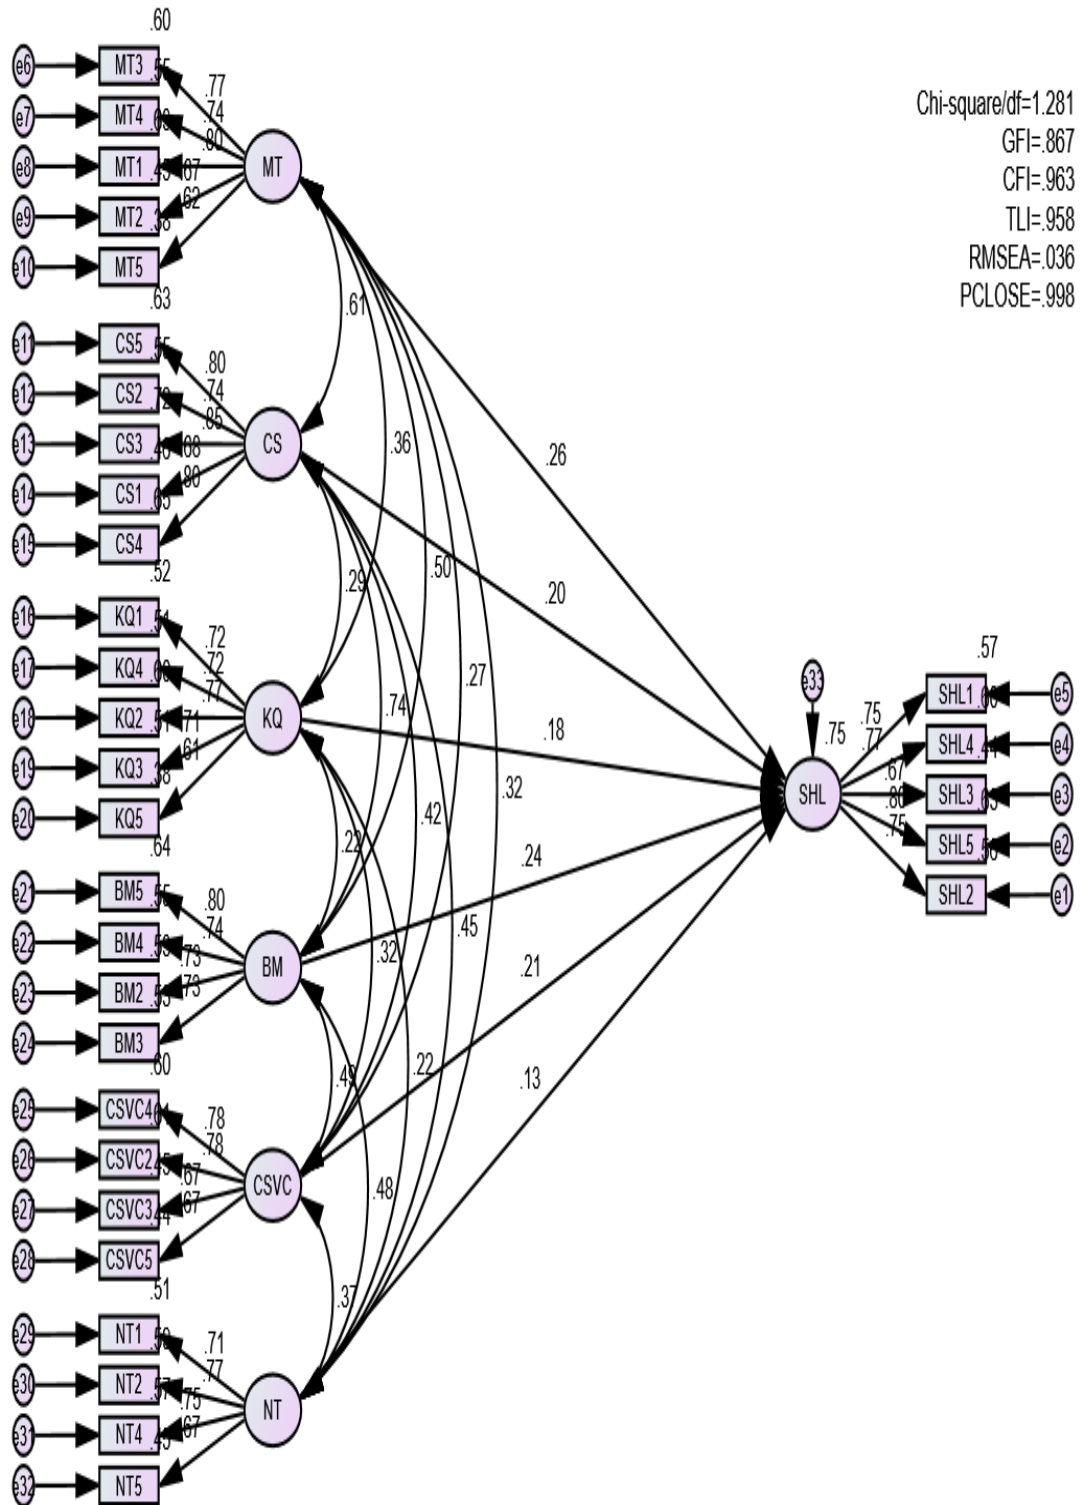 .60
e6 MT3
.77
e7 MT4
.74
e8 MT1
.80
e9 MT2
.67
e10 MT5
.62
MT
Chi-square/df=1.281
GFI=.867
CFI=.963
TLI=.958
RMSEA=.036
PCLOSE=.998
.63
.61
e11 CS5
.80
e12 CS2
.74
e13 CS3
.85
e14 CS1
.68
e15 CS4
.80
CS
.36
.26
.50
.20
.29
.52
e16 KQ1
.72
e17 KQ4
.72
e18 KQ2
.77
e19 KQ3
.71
e20 KQ5
.61
KQ
.27
.74
.18
.32
.42
.22
.24
.64
e21 BM5
.80
e22 BM4
.74
e23 BM2
.73
e24 BM3
.73
BM
.45
.32
.21
.49
.22
.13
.60
e25 CSVC4
.78
e26 CSVC2
.78
e27 CSVC3
.67
e28 CSVC5
.67
CSVC
.48
.37
.51
e29 NT1
.71
e30 NT2
.77
e31 NT4
.75
e32 NT5
.67
NT
e33
.75
SHL
.57
.75
SHL1 e5
.77
SHL4 e4
.67
SHL3 e3
.80
SHL5 e2
.75
SHL2 e1